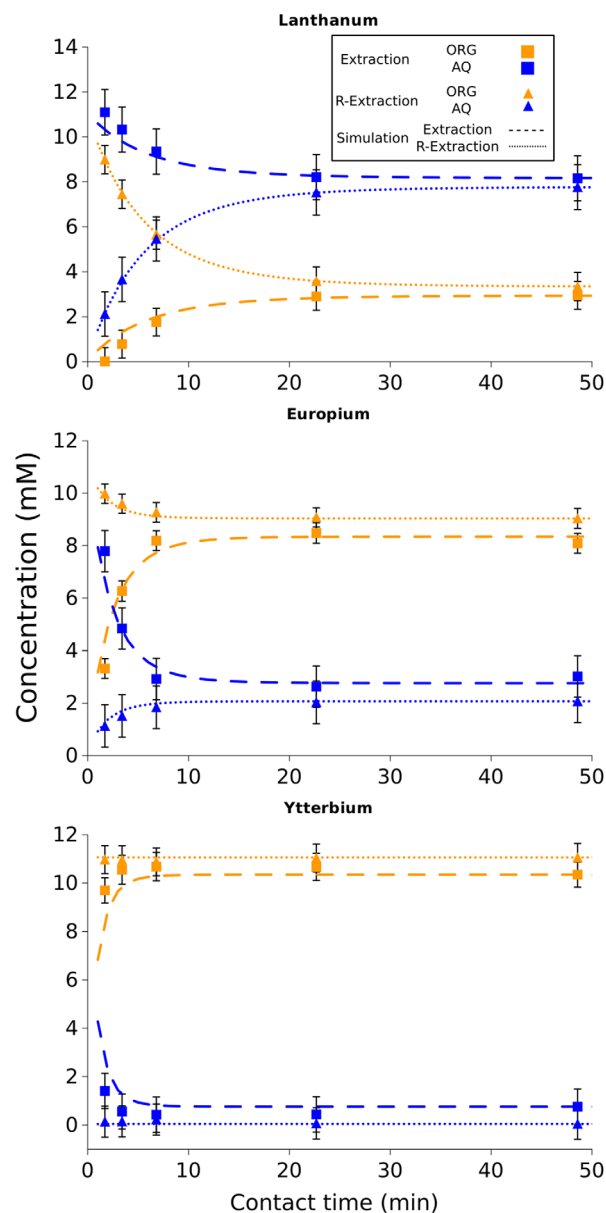 Lanthanum
14
12
10
8
6
4
2
0
Extraction ORG
AQ
R-Extraction ORG
AQ
Simulation Extraction
R-Extraction
0 10 20 30 40 50
Europium
12
10
8
6
4
2
0
0 10 20 30 40 50
Concentration (mM)
Ytterbium
12
10
8
6
4
2
0
0 10 20 30 40 50
Contact time (min)